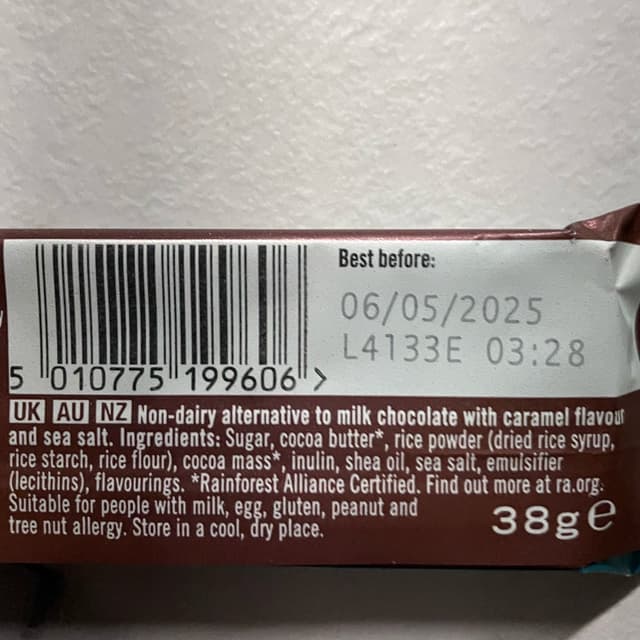 Best before:
06/05/2025
L4133E 03:28
5 010775 199606 >
UK AU NZ Non-dairy alternative to milk chocolate with caramel flavour
and sea salt. Ingredients: Sugar, cocoa butter*, rice powder (dried rice syrup,
rice starch, rice flour), cocoa mass*, inulin, shea oil, sea salt, emulsifier
(lecithins), flavourings. *Rainforest Alliance Certified. Find out more at ra.org.
Suitable for people with milk, egg, gluten, peanut and
tree nut allergy. Store in a cool, dry place.
38g e